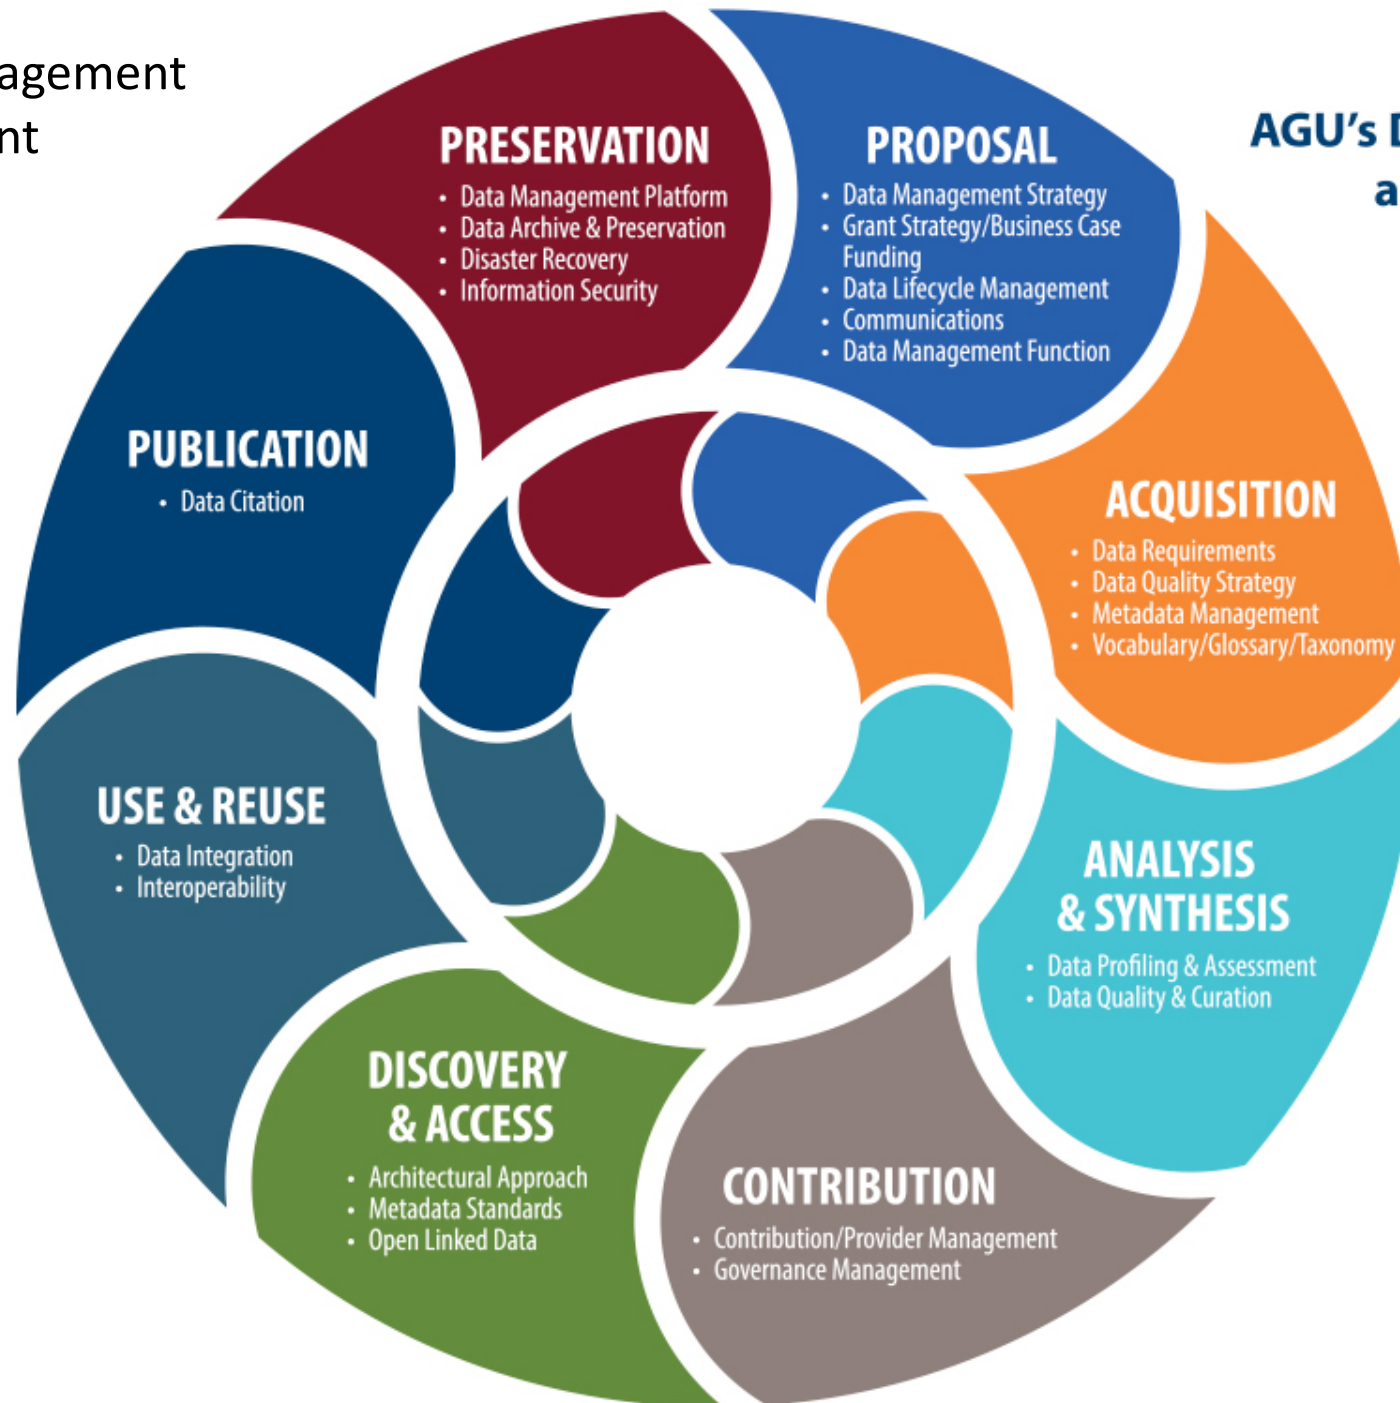 agement
nt
AGU's D
a
PRESERVATION
• Data Management Platform
• Data Archive & Preservation
• Disaster Recovery
• Information Security
PROPOSAL
• Data Management Strategy
• Grant Strategy/Business Case
Funding
• Data Lifecycle Management
• Communications
• Data Management Function
ACQUISITION
• Data Requirements
• Data Quality Strategy
• Metadata Management
• Vocabulary/Glossary/Taxonomy
ANALYSIS
& SYNTHESIS
• Data Profiling & Assessment
• Data Quality & Curation
CONTRIBUTION
• Contribution/Provider Management
• Governance Management
DISCOVERY
& ACCESS
• Architectural Approach
• Metadata Standards
• Open Linked Data
USE & REUSE
• Data Integration
• Interoperability
PUBLICATION
• Data Citation